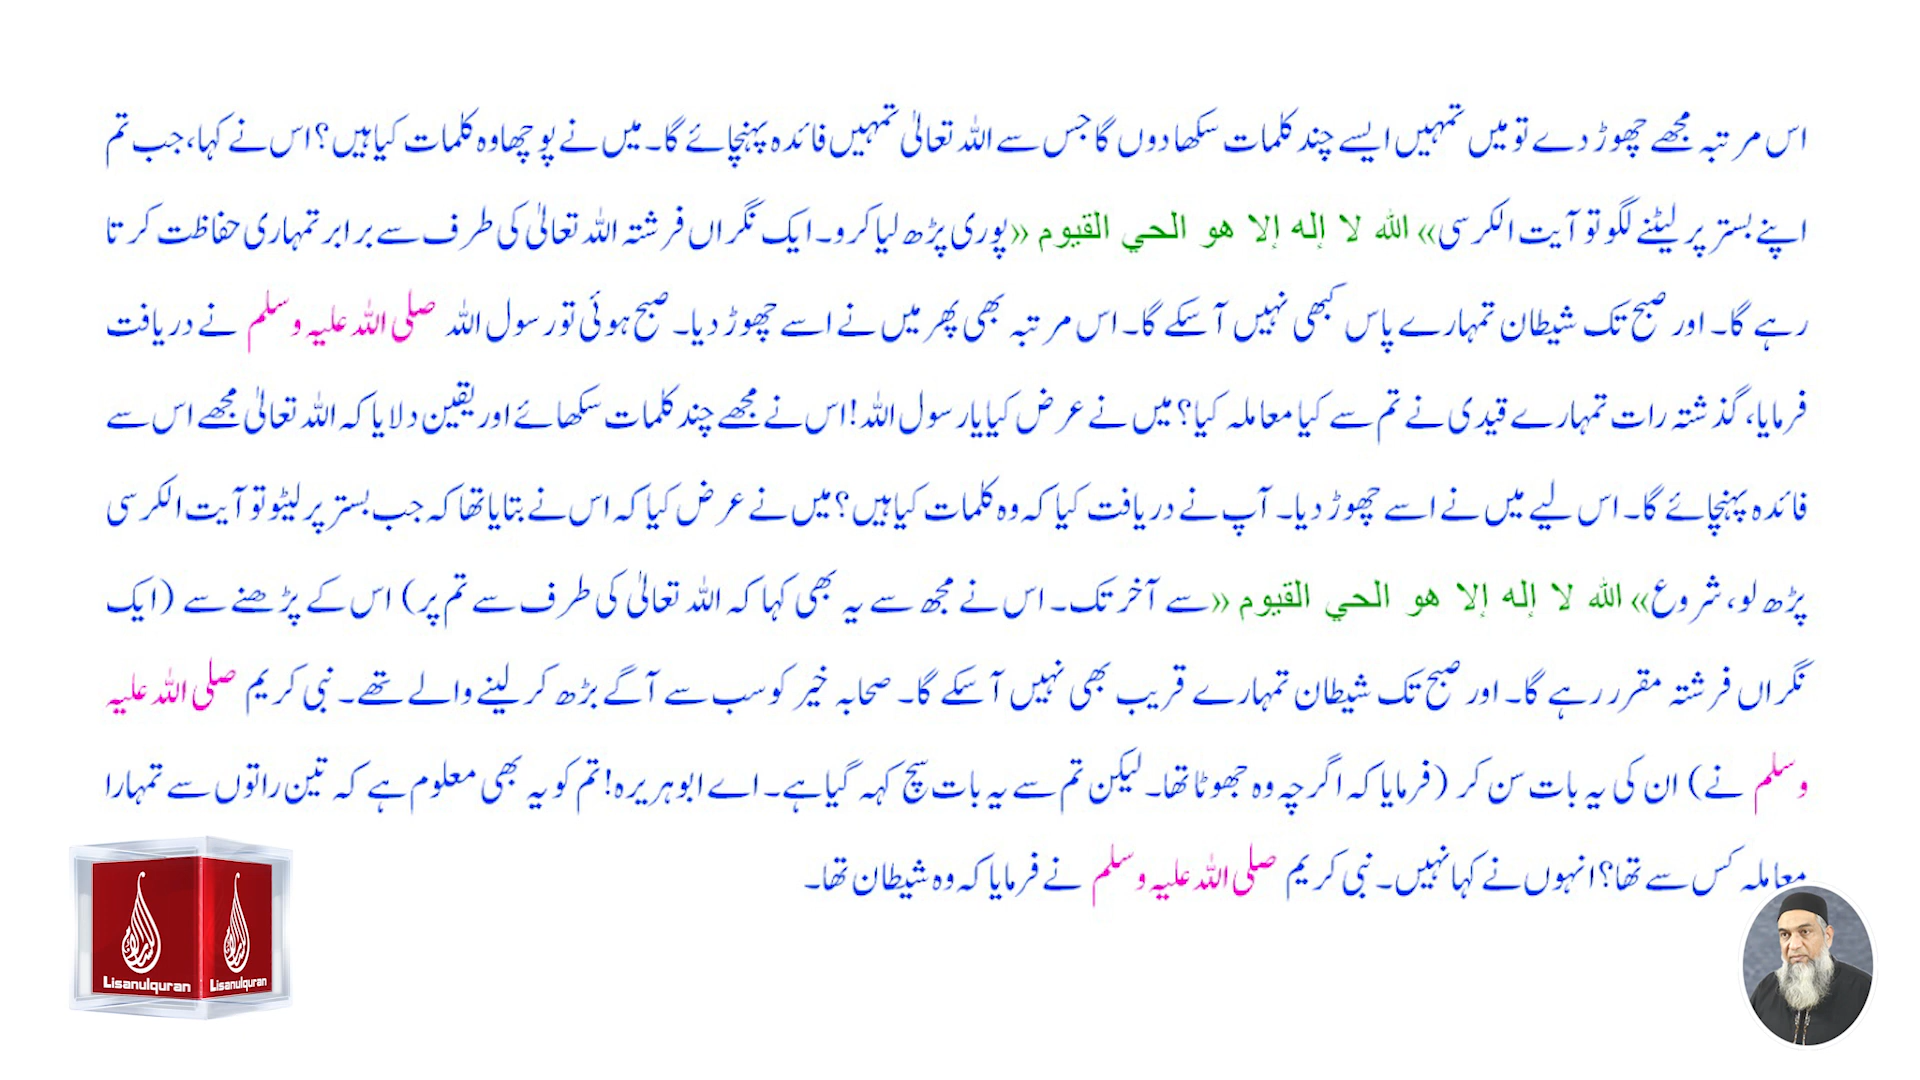 اس مرتبہ مجھے چھوڑ دے تو میں تمہیں ایسے چند کلمات سکھا دوں گا جس سے اللہ تعالیٰ تمہیں فائدہ پہنچائے گا۔ میں نے پوچھا وہ کلمات کیا ہیں؟ اس نے کہا، جب تم
اپنے بستر پر لیٹنے لگو تو آیت الکرسی» الله لا إله إلا هو الحي القيوم «پوری پڑھ لیا کرو۔ ایک نگراں فرشتہ اللہ تعالیٰ کی طرف سے برابر تمہاری حفاظت کرتا
رہے گا۔ اور صبح تک شیطان تمہارے پاس کبھی نہیں آ سکے گا۔ اس مرتبہ بھی پھر میں نے اسے چھوڑ دیا۔ صبح ہوئی تو رسول اللہ صلی اللہ علیہ وسلم نے دریافت
فرمایا، گذشتہ رات تمہارے قیدی نے تم سے کیا معاملہ کیا؟ میں نے عرض کیا یا رسول اللہ! اس نے مجھے چند کلمات سکھائے اور یقین دلایا کہ اللہ تعالیٰ مجھے اس سے
فائدہ پہنچائے گا۔ اس لیے میں نے اسے چھوڑ دیا۔ آپ نے دریافت کیا کہ وہ کلمات کیا ہیں؟ میں نے عرض کیا کہ اس نے بتایا تھا کہ جب بستر پر لیٹو تو آیت الکرسی
پڑھ لو، شروع» الله لا إله إلا هو الحي القيوم «سے آخر تک۔ اس نے مجھ سے یہ بھی کہا کہ اللہ تعالیٰ کی طرف سے تم پر) اس کے پڑھنے سے (ایک
نگراں فرشتہ مقرر رہے گا۔ اور صبح تک شیطان تمہارے قریب بھی نہیں آ سکے گا۔ صحابہ خیر کو سب سے آگے بڑھ کر لینے والے تھے۔ نبی کریم صلی اللہ علیہ
وسلم نے) ان کی یہ بات سن کر (فرمایا کہ اگرچہ وہ جھوٹا تھا۔ لیکن تم سے یہ بات سچ کہہ گیا ہے۔ اے ابوہریرہ! تم کو یہ بھی معلوم ہے کہ تین راتوں سے تمہارا
معاملہ کس سے تھا؟ انہوں نے کہا نہیں۔ نبی کریم صلی اللہ علیہ وسلم نے فرمایا کہ وہ شیطان تھا۔
Lisanulquran
Lisanulquran